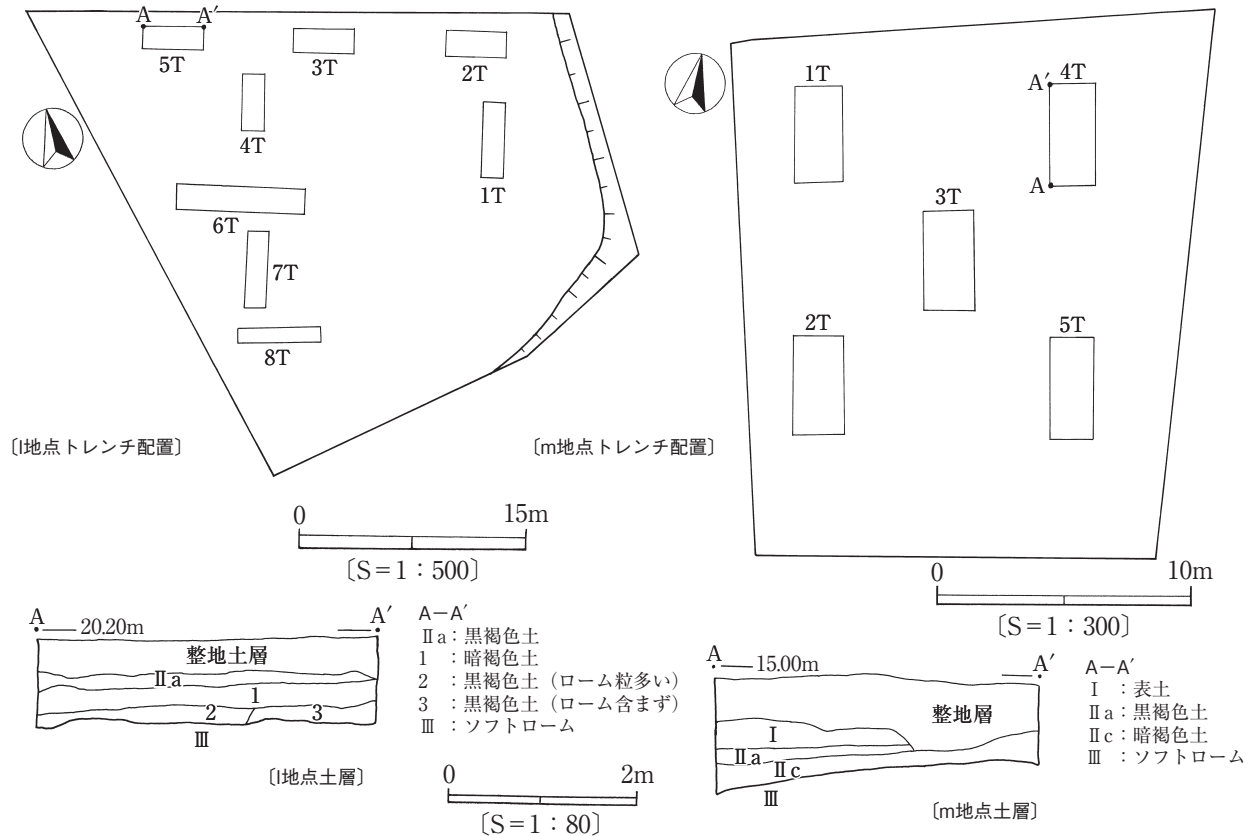 A A′
5T
3T
2T
4T
1T
6T
7T
8T
〔l地点トレンチ配置〕
0 15m
〔S＝1：500〕
1T
A′ 4T
A
3T
2T
5T
〔m地点トレンチ配置〕
0 10m
〔S＝1：300〕
A 20.20m A′
整地土層
Ⅱa
1
2 3
Ⅲ
〔l地点土層〕
A－A′
Ⅱa：黒褐色土
1 ：暗褐色土
2 ：黒褐色土（ローム粒多い）
3 ：黒褐色土（ローム含まず）
Ⅲ ：ソフトローム
0 2m
〔S＝1：80〕
A 15.00m A′
整地層
Ⅰ
Ⅱa
Ⅱc
Ⅲ
〔m地点土層〕
A－A′
Ⅰ ：表土
Ⅱa：黒褐色土
Ⅱc：暗褐色土
Ⅲ ：ソフトローム